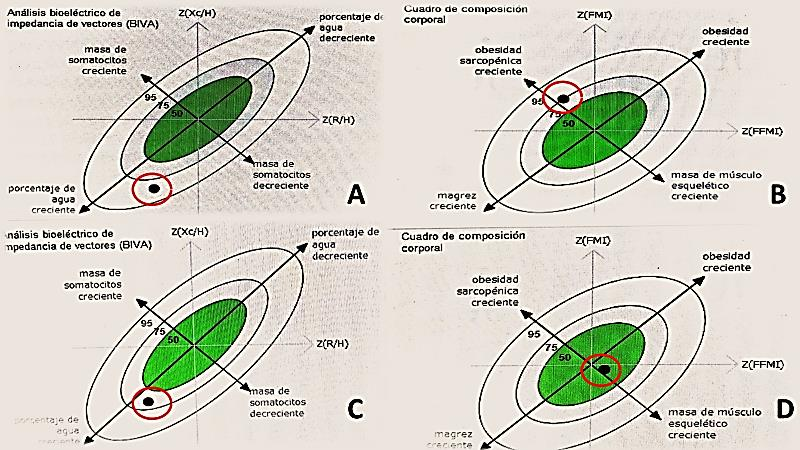 Análisis bioeléctrico de
impedancia de vectores (BIVA)
Z(Xc/H)
porcentaje de
agua
decreciente
masa de
somatocitos
creciente
95
75
50
Z(R/H)
masa de
somatocitos
decreciente
porcentaje de
agua
creciente
A
Cuadro de composición
corporal
Z(FMI)
obesidad
creciente
obesidad
sarcopénica
creciente
95
75
50
Z(FFMI)
masa de músculo
esquelético
creciente
magrez
creciente
B
nálisis bioeléctrico de
mpedancia de vectores (BIVA)
Z(Xc/H)
porcentaje de
agua
decreciente
masa de
somatocitos
creciente
95
75
50
Z(R/H)
masa de
somatocitos
decreciente
porcentaje de
agua
creciente
C
Cuadro de composición
corporal
Z(FMI)
obesidad
creciente
obesidad
sarcopénica
creciente
95
75
50
Z(FFMI)
masa de músculo
esquelético
creciente
magrez
creciente
D